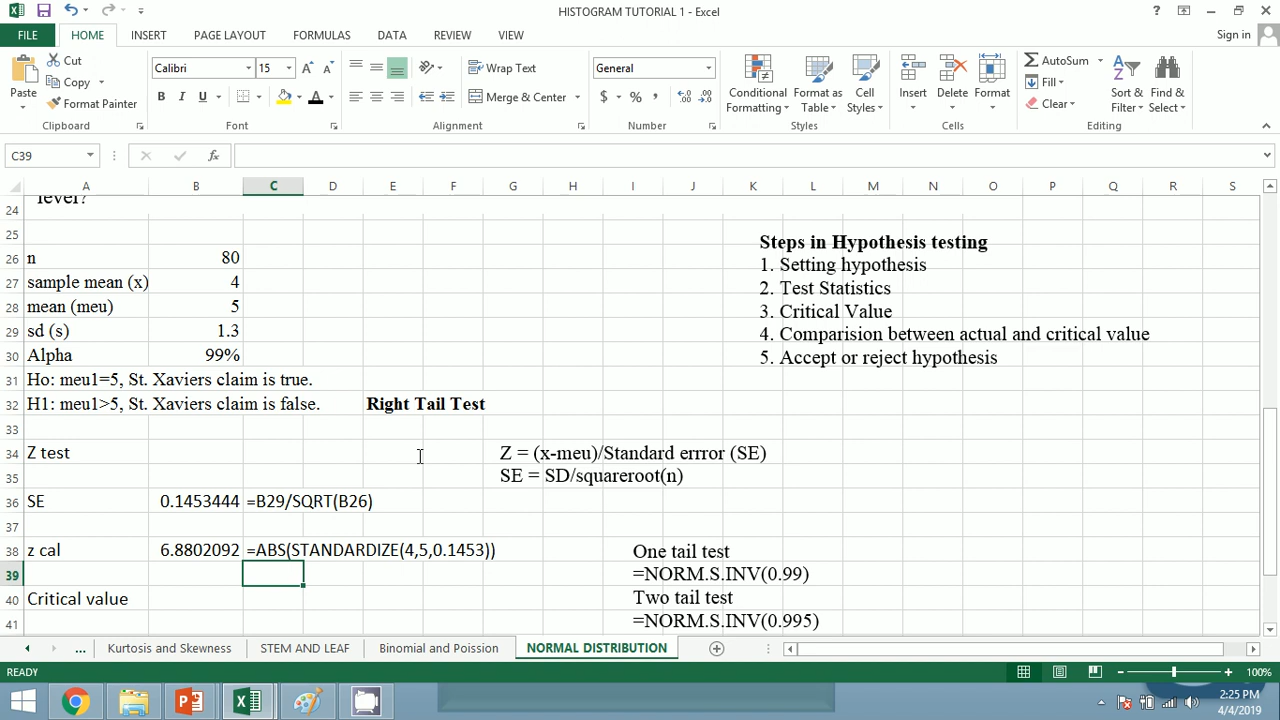 HISTOGRAM TUTORIAL 1 - Excel
FILE HOME INSERT PAGE LAYOUT FORMULAS DATA REVIEW VIEW Sign in
Paste
Cut
Copy
Format Painter
Clipboard
Calibri 15
B I U
Font
Wrap Text
Merge & Center
Alignment
General
$ % ,
Number
Conditional Formatting
Format as Table
Cell Styles
Styles
Insert
Delete
Format
Cells
AutoSum
Fill
Clear
Sort & Filter
Find & Select
Editing
C39
A B C D E F G H I J K L M N O P Q R S
24 level?
25 Steps in Hypothesis testing
26 n 80 1. Setting hypothesis
27 sample mean (x) 4 2. Test Statistics
28 mean (meu) 5 3. Critical Value
29 sd (s) 1.3 4. Comparision between actual and critical value
30 Alpha 99% 5. Accept or reject hypothesis
31 Ho: meu1=5, St. Xaviers claim is true.
32 H1: meu1>5, St. Xaviers claim is false. Right Tail Test
33
34 Z test Z = (x-meu)/Standard errror (SE)
35 SE = SD/squareroot(n)
36 SE 0.1453444 =B29/SQRT(B26)
37
38 z cal 6.8802092 =ABS(STANDARDIZE(4,5,0.1453)) One tail test
39 =NORM.S.INV(0.99)
40 Critical value Two tail test
41 =NORM.S.INV(0.995)
... Kurtosis and Skewness STEM AND LEAF Binomial and Poission NORMAL DISTRIBUTION
READY 100%
2:25 PM
4/4/2019